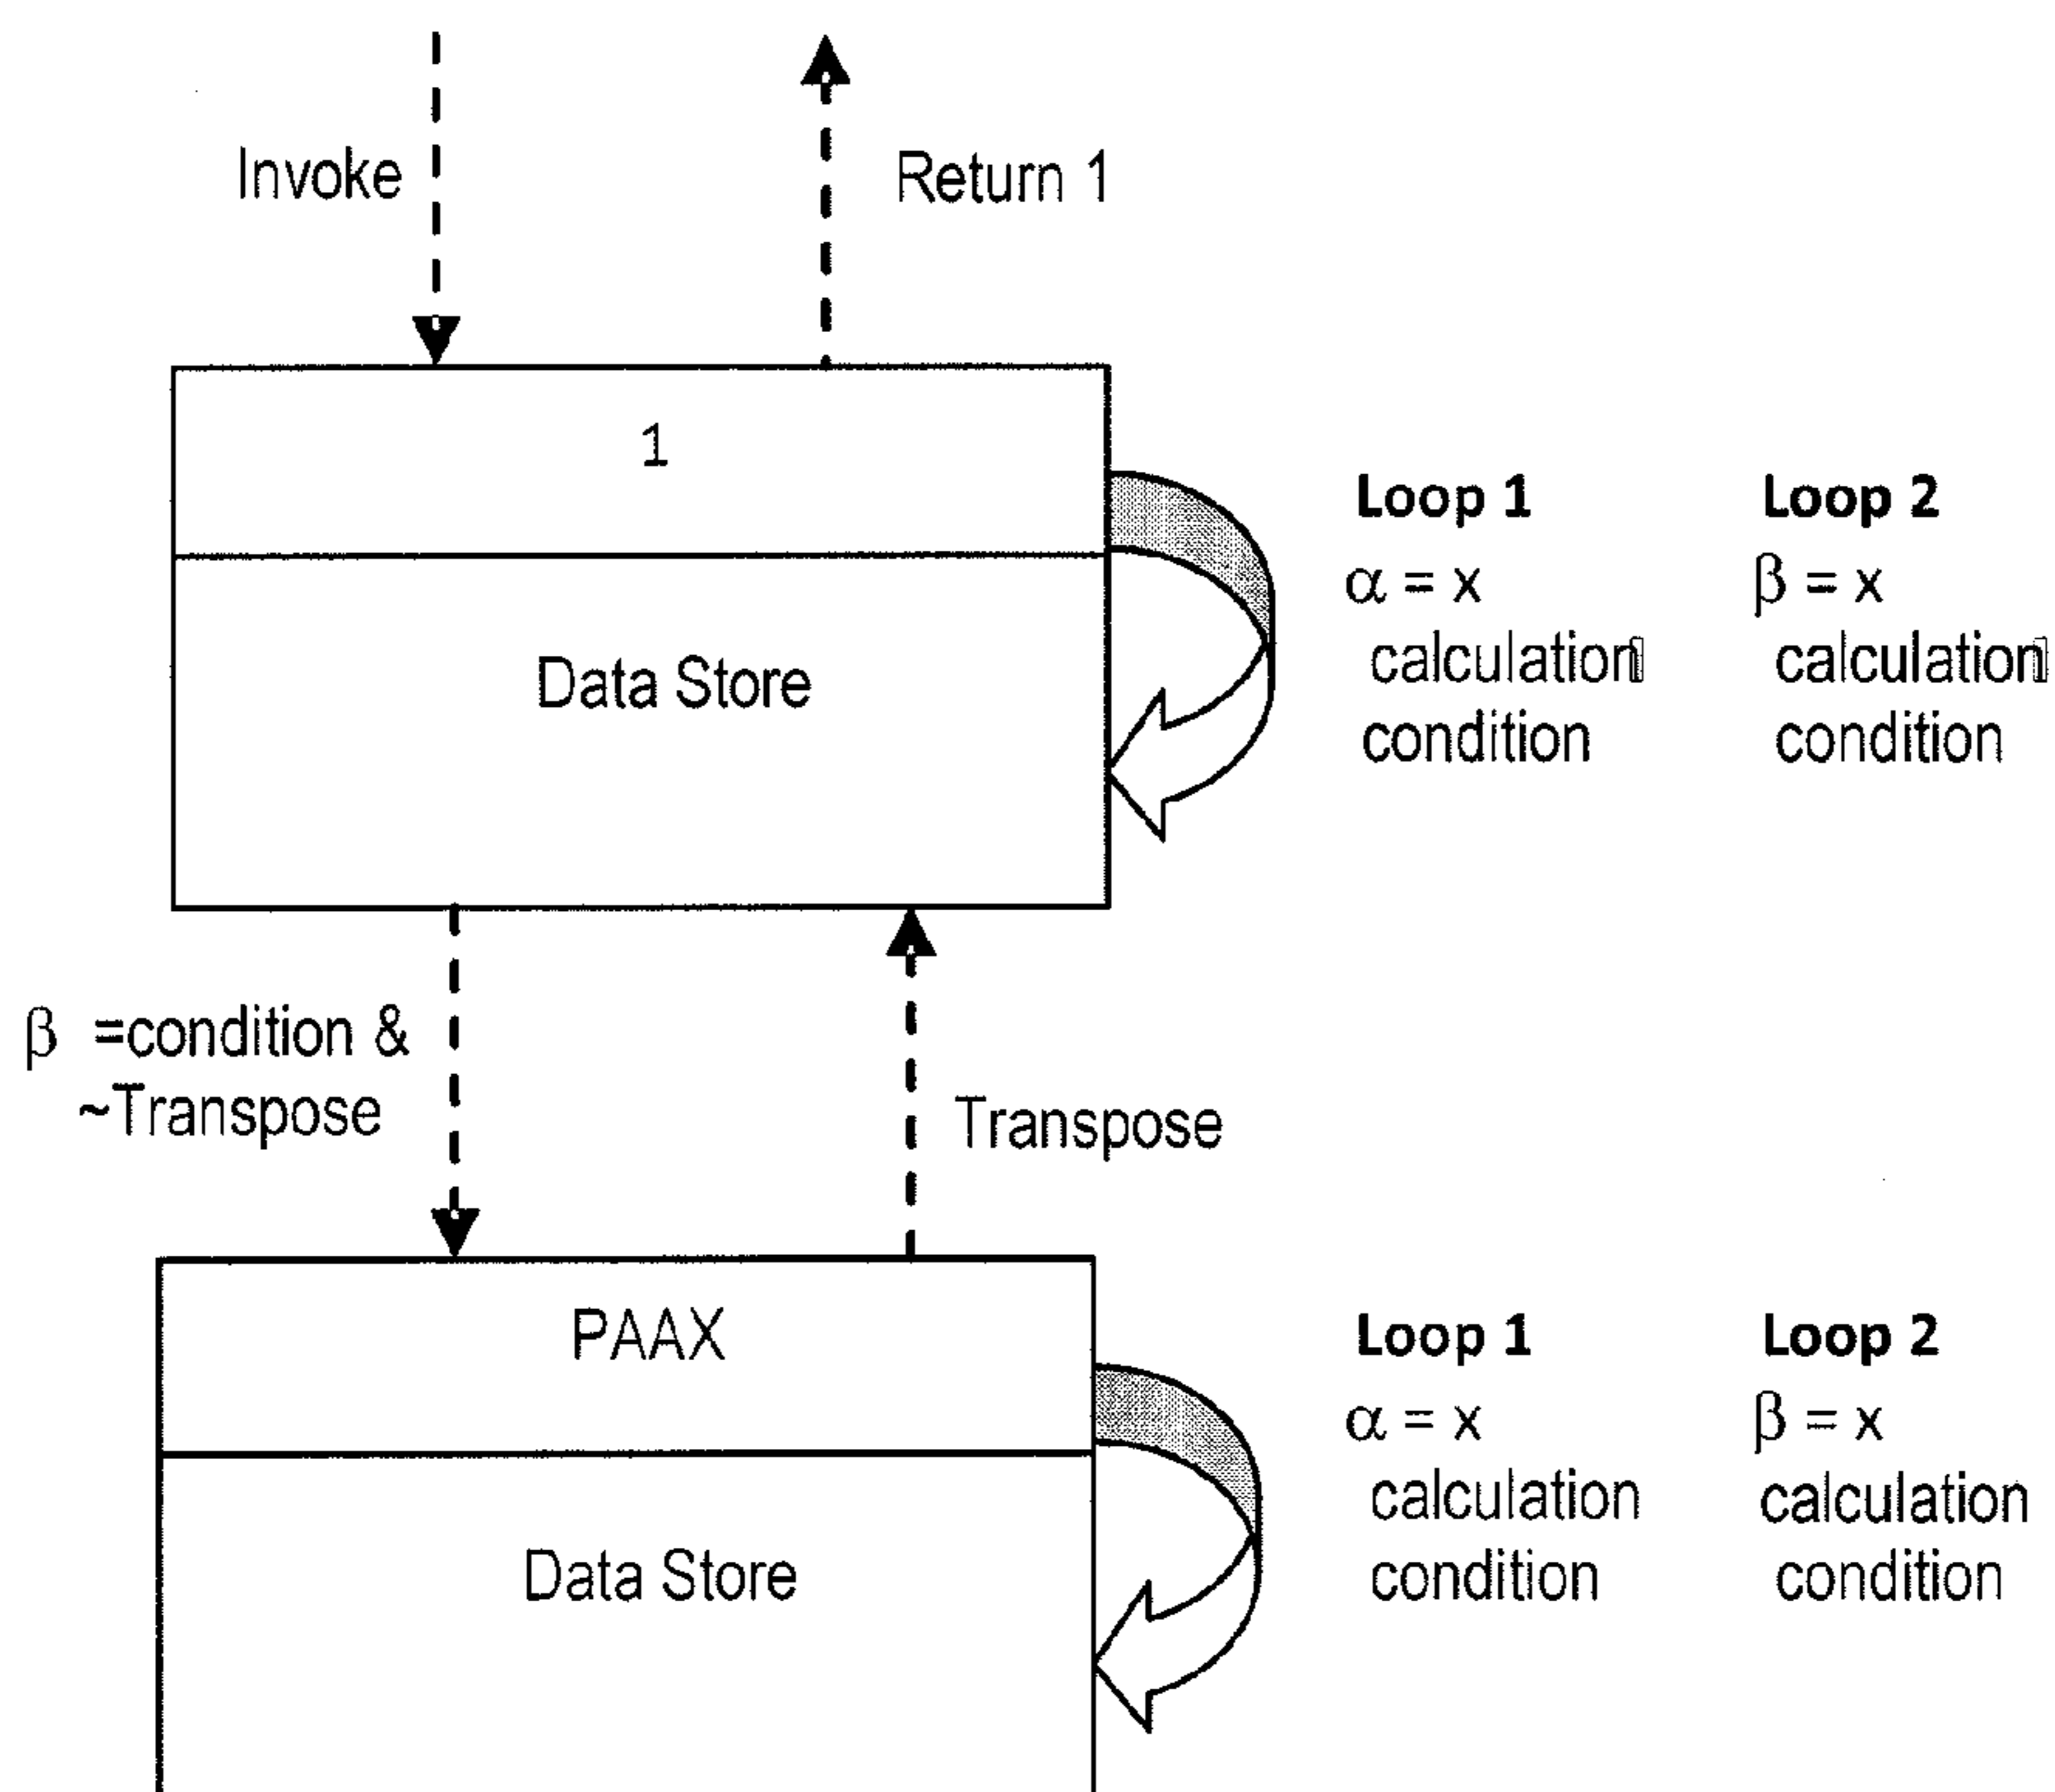 Invoke
Return 1
1
Loop 1
α = x
calculation
condition
Loop 2
β = x
calculation
condition
Data Store
β =condition &
~Transpose
Transpose
PAAX
Loop 1
α = x
calculation
condition
Loop 2
β = x
calculation
condition
Data Store